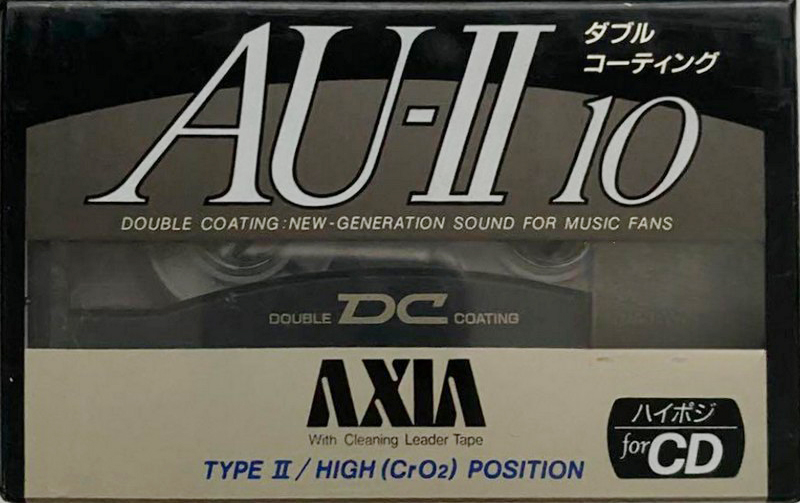 AU-II 10
ダブル
コーティング
DOUBLE COATING:NEW-GENERATION SOUND FOR MUSIC FANS
DOUBLE DC COATING
AXIA
With Cleaning Leader Tape
TYPE II/HIGH (CrO2) POSITION
ハイポジ
for CD